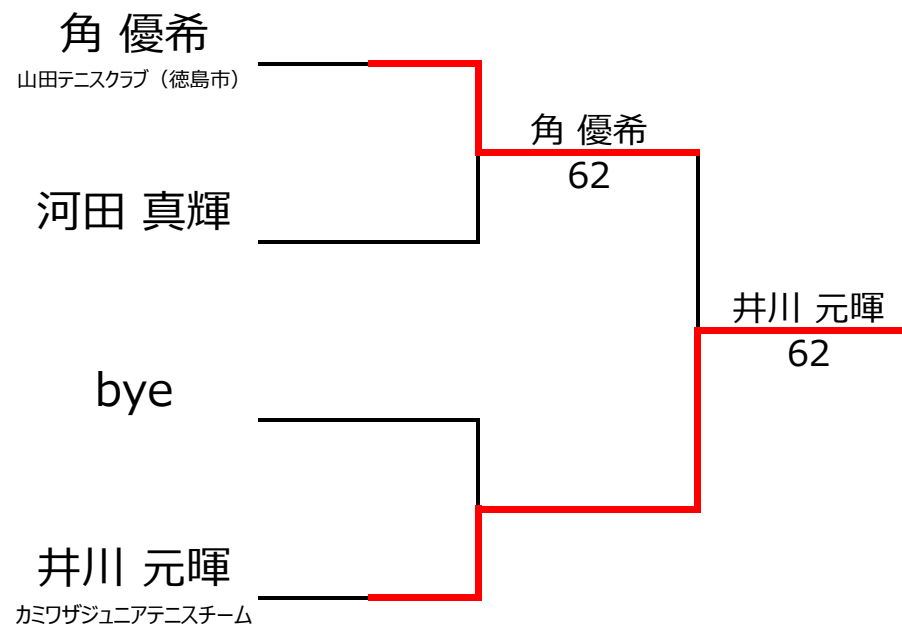 角 優希
山田テニスクラブ（徳島市）
角 優希
62
河田 真輝
井川 元暉
62
bye
井川 元暉
カミワザジュニアテニスチーム